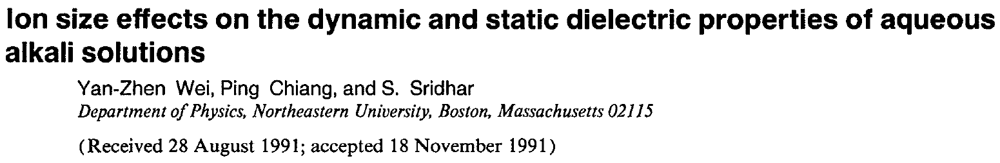 Ion size effects on the dynamic and static dielectric properties of aqueous
alkali solutions
Yan-Zhen Wei, Ping Chiang, and S. Sridhar
Department of Physics, Northeastern University, Boston, Massachusetts 02115
(Received 28 August 1991; accepted 18 November 1991)